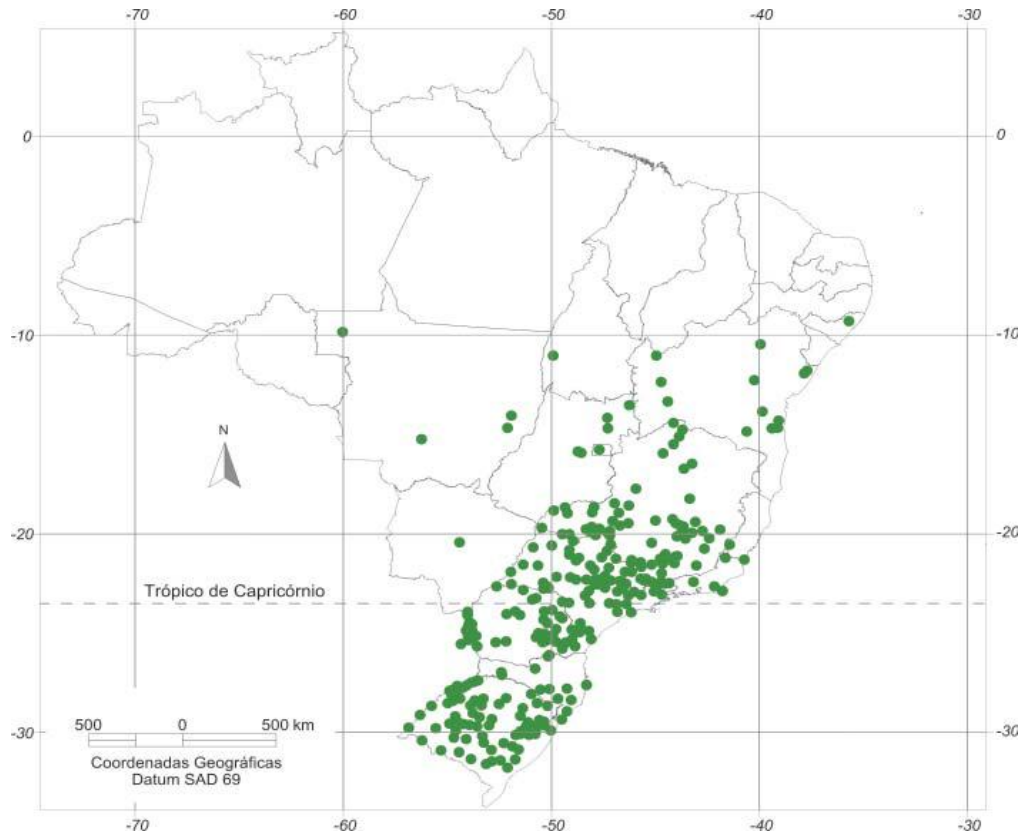 -70 -60 -50 -40 -30
0 0
-10 -10
N
-20 -20
Trópico de Capricórnio
-30 -30
500 0 500 km
Coordenadas Geográficas
Datum SAD 69
-70 -60 -50 -40 -30